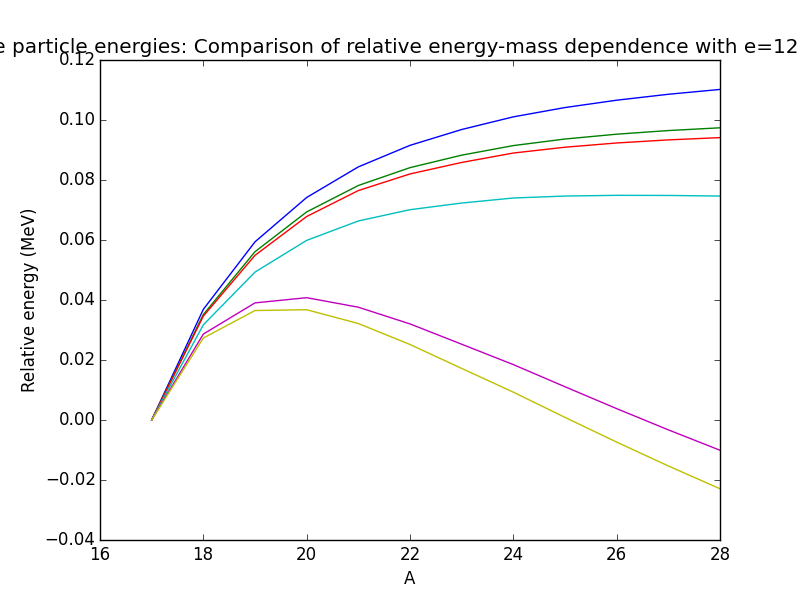 e particle energies: Comparison of relative energy-mass dependence with e=12
0.12
0.10
0.08
0.06
0.04
0.02
0.00
−0.02
−0.04
Relative energy (MeV)
16 18 20 22 24 26 28
A